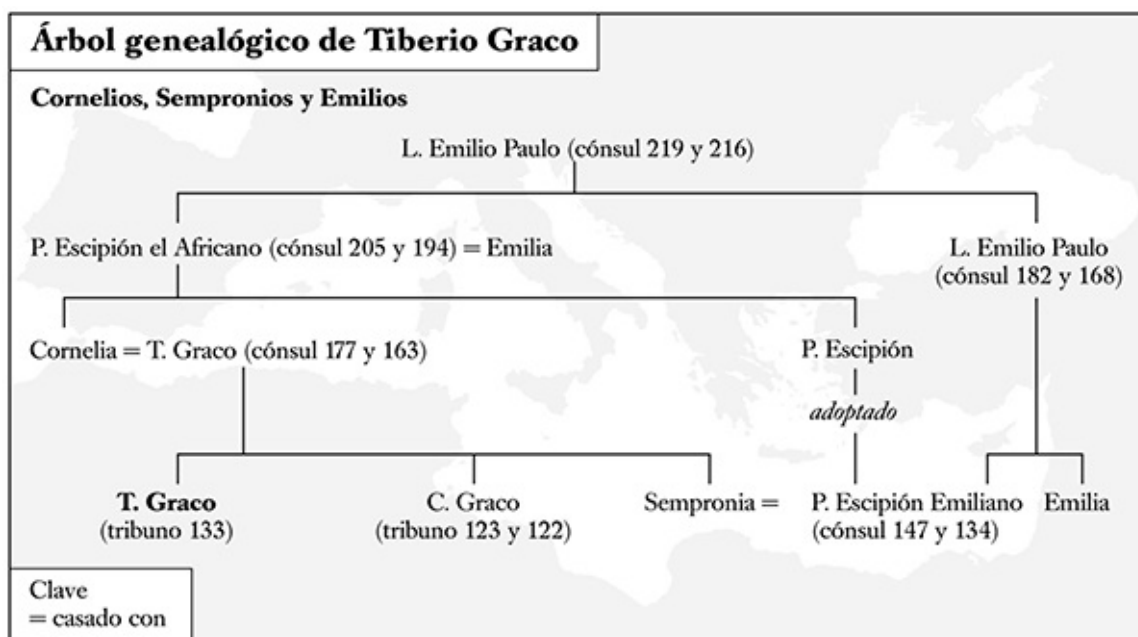 Árbol genealógico de Tiberio Graco
Cornelios, Sempronios y Emilios
L. Emilio Paulo (cónsul 219 y 216)
P. Escipión el Africano (cónsul 205 y 194) = Emilia
L. Emilio Paulo
(cónsul 182 y 168)
Cornelia = T. Graco (cónsul 177 y 163)
P. Escipión
adoptado
T. Graco
(tribuno 133)
C. Graco
(tribuno 123 y 122)
Sempronia =
P. Escipión Emiliano
(cónsul 147 y 134)
Emilia
Clave
= casado con